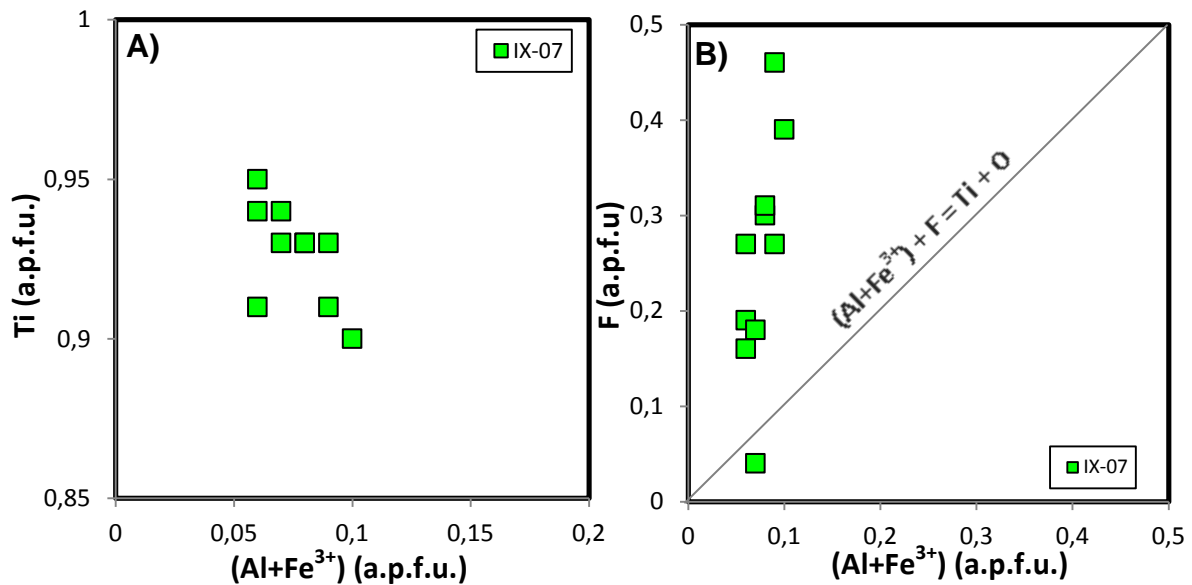 A)
IX-07
1
0,95
0,9
0,85
Ti (a.p.f.u.)
0
0,05
0,1
0,15
0,2
(Al+Fe³⁺) (a.p.f.u.)
B)
0,5
0,4
0,3
0,2
0,1
0
F (a.p.f.u)
(Al+Fe³⁺) + F = Ti + O
IX-07
0
0,1
0,2
0,3
0,4
0,5
(Al+Fe³⁺) (a.p.f.u.)